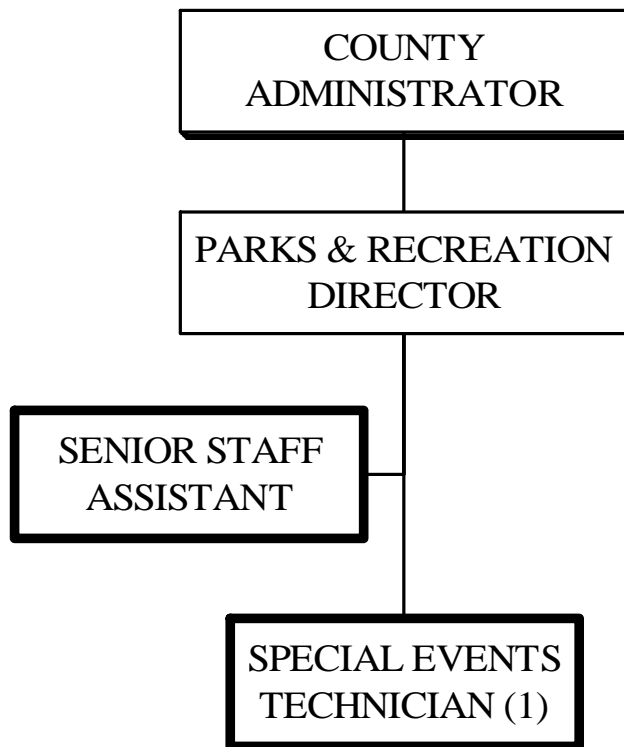 COUNTY
ADMINISTRATOR
PARKS & RECREATION
DIRECTOR
SENIOR STAFF
ASSISTANT
SPECIAL EVENTS
TECHNICIAN (1)